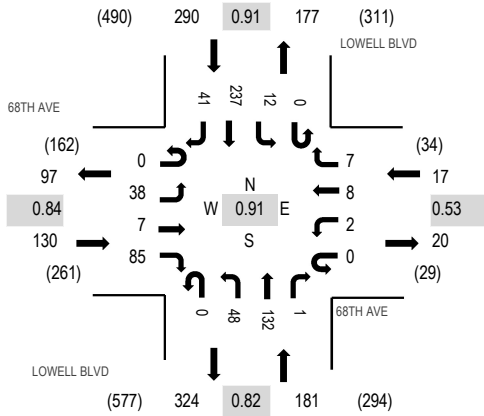 (490) 290 0.91 177 (311)
LOWELL BLVD
68TH AVE
41 237 12 0
(162)
97
0.84
130
(261)
0
38
7
85
N
W 0.91 E
S
7
8
2
0
(34)
17
0.53
20
(29)
0 48 132 1
68TH AVE
LOWELL BLVD
(577) 324 0.82 181 (294)